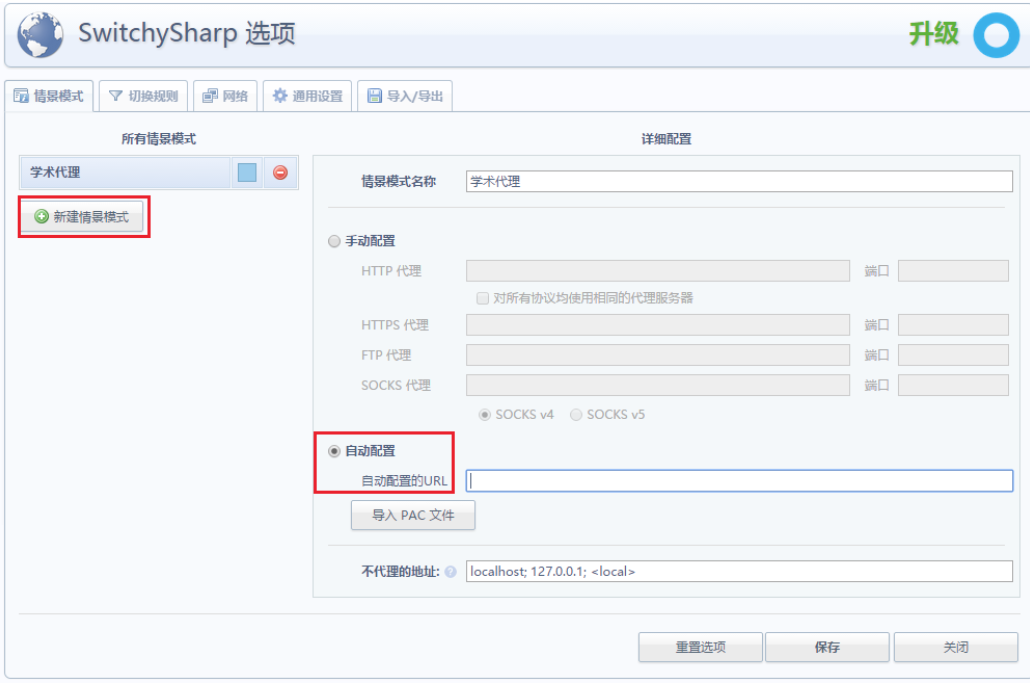 SwitchySharp 选项
升级
情景模式 切换规则 网络 通用设置 导入/导出
所有情景模式
学术代理
新建情景模式
详细配置
情景模式名称 学术代理
手动配置
HTTP 代理 端口
对所有协议均使用相同的代理服务器
HTTPS 代理 端口
FTP 代理 端口
SOCKS 代理 端口
SOCKS v4 SOCKS v5
自动配置
自动配置的URL
导入 PAC 文件
不代理的地址: ? localhost; 127.0.0.1; <local>
重置选项 保存 关闭